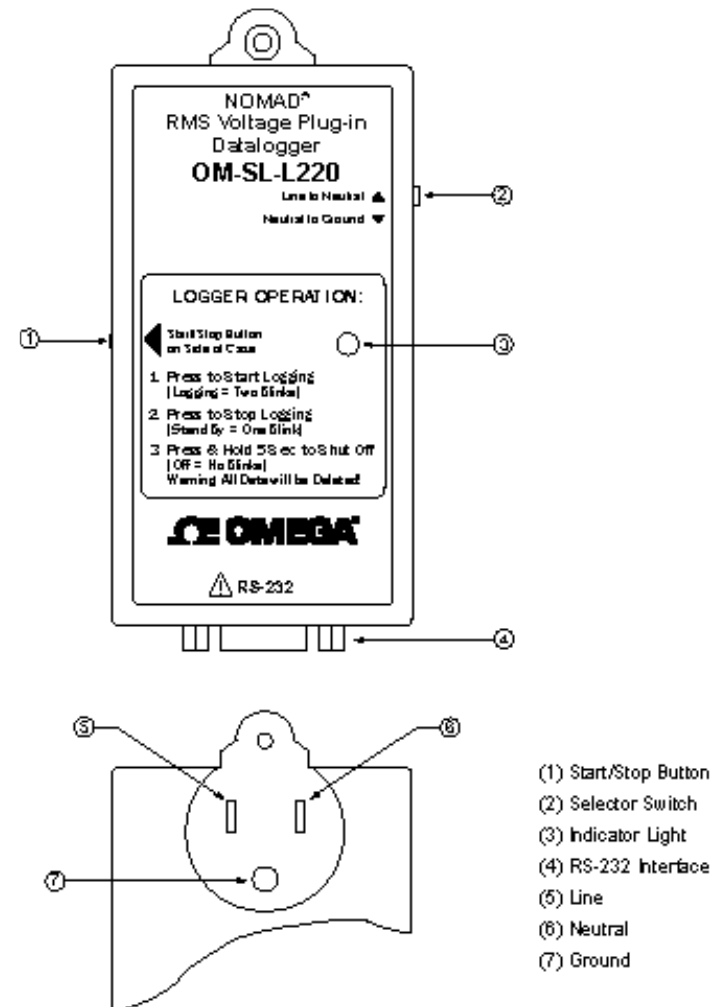 NOMAD®
RMS Voltage Plug-in
Datalogger
OM-SL-L220
Line to Neutral ▲
Neutral to Ground ▼
LOGGER OPERATION:
Start/Stop Button
on Side of Case
1 Press to Start Logging
(Logging = Two Blinks)
2 Press to Stop Logging
(Stand By = One Blink)
3 Press & Hold 5 Sec to Shut Off
(Off = No Blinks)
Warning All Data will be Deleted!
ΩE OMEGA®
RS-232
(1)
(2)
(3)
(4)
(5)
(6)
(7)
(1) Start/Stop Button
(2) Selector Switch
(3) Indicator Light
(4) RS-232 Interface
(5) Line
(6) Neutral
(7) Ground